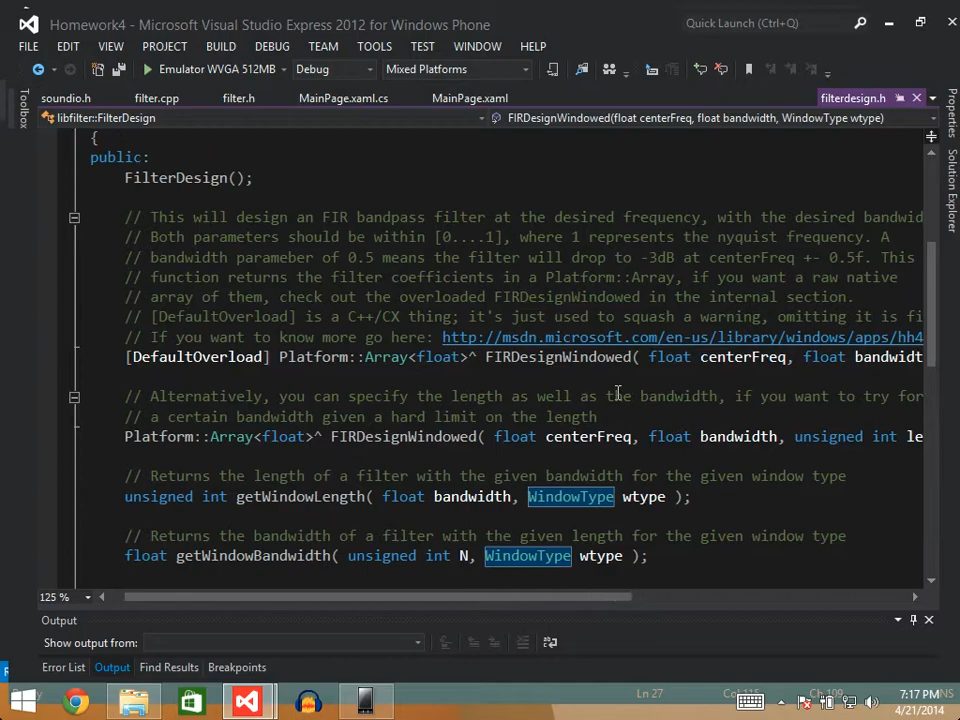 Homework4 - Microsoft Visual Studio Express 2012 for Windows Phone
Quick Launch (Ctrl+Q)
FILE EDIT VIEW PROJECT BUILD DEBUG TEAM TOOLS TEST WINDOW HELP
Emulator WVGA 512MB Debug Mixed Platforms
Toolbox
soundio.h filter.cpp filter.h MainPage.xaml.cs MainPage.xaml filterdesign.h
Properties
Solution Explorer
libfilter::FilterDesign FIRDesignWindowed(float centerFreq, float bandwidth, WindowType wtype)
{
public:
FilterDesign();
// This will design an FIR bandpass filter at the desired frequency, with the desired bandwid
// Both parameters should be within [0....1], where 1 represents the nyquist frequency. A
// bandwidth parameber of 0.5 means the filter will drop to -3dB at centerFreq +- 0.5f. This
// function returns the filter coefficients in a Platform::Array, if you want a raw native
// array of them, check out the overloaded FIRDesignWindowed in the internal section.
// [DefaultOverload] is a C++/CX thing; it's just used to squash a warning, omitting it is fi
// If you want to know more go here: http://msdn.microsoft.com/en-us/library/windows/apps/hh4
[DefaultOverload] Platform::Array<float>^ FIRDesignWindowed( float centerFreq, float bandwidt
// Alternatively, you can specify the length as well as the bandwidth, if you want to try for
// a certain bandwidth given a hard limit on the length
Platform::Array<float>^ FIRDesignWindowed( float centerFreq, float bandwidth, unsigned int le
// Returns the length of a filter with the given bandwidth for the given window type
unsigned int getWindowLength( float bandwidth, WindowType wtype );
// Returns the bandwidth of a filter with the given length for the given window type
float getWindowBandwidth( unsigned int N, WindowType wtype );
125 %
Output
Show output from:
Error List Output Find Results Breakpoints
Ln 27
7:17 PM
4/21/2014